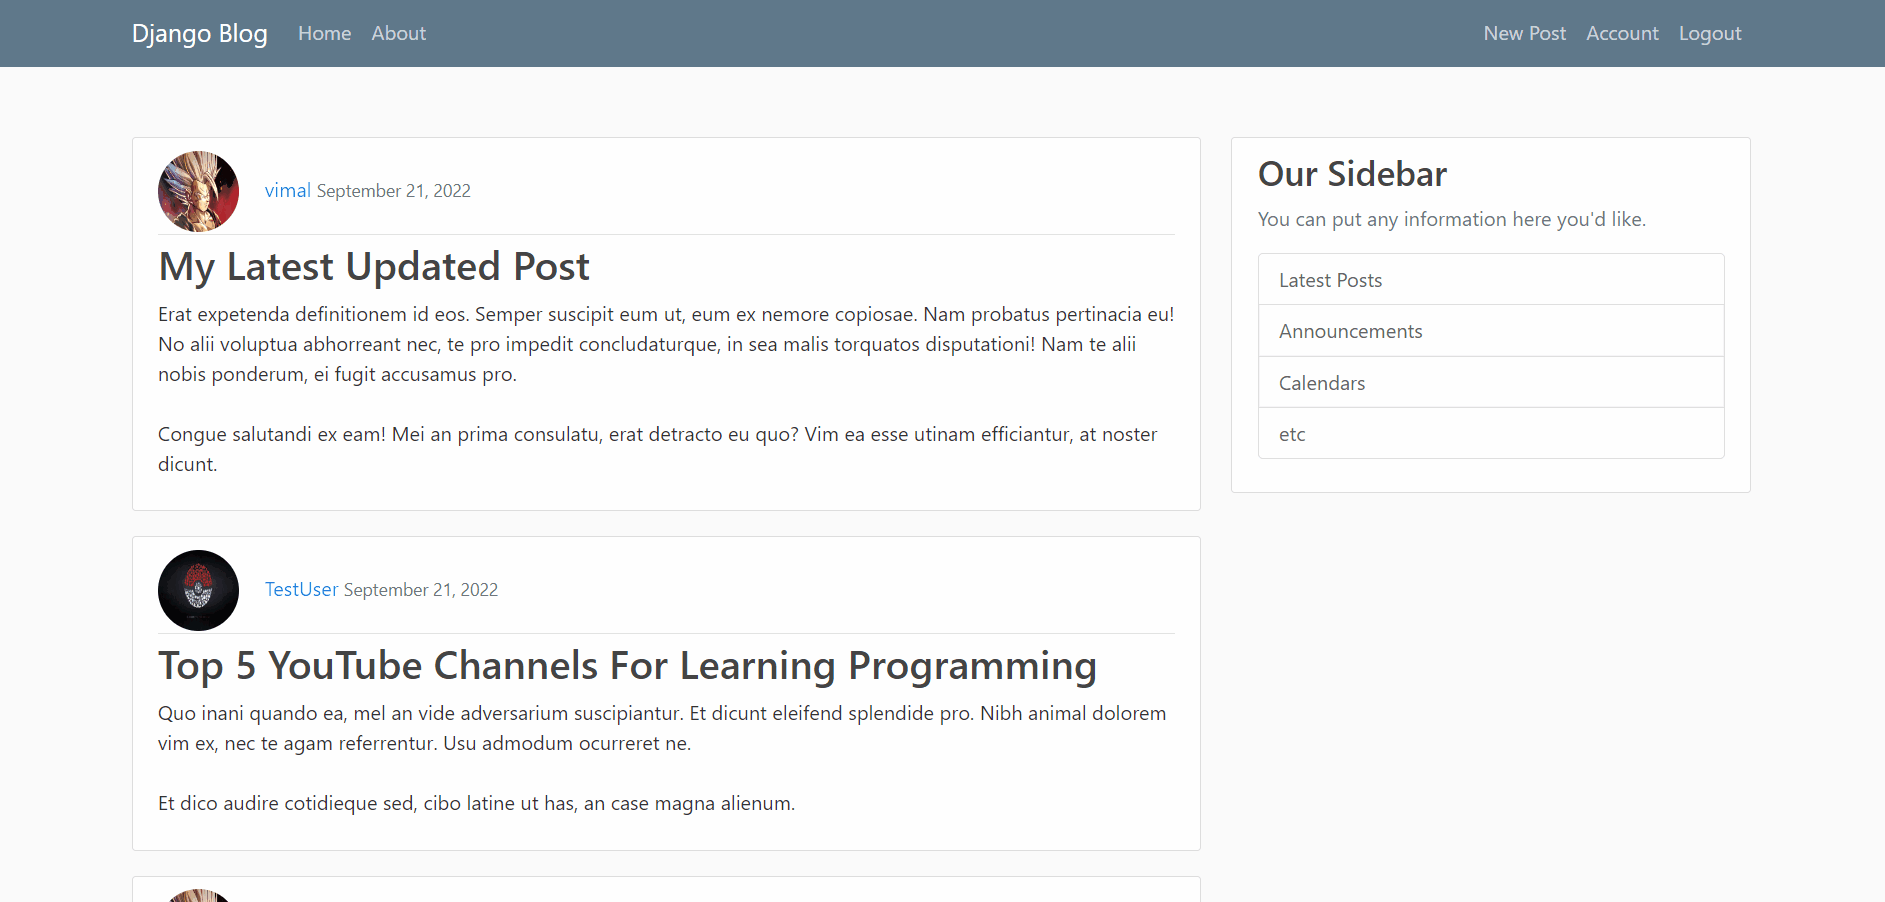 Django Blog Home About New Post Account Logout
vimal September 21, 2022
My Latest Updated Post
Erat expetenda definitionem id eos. Semper suscipit eum ut, eum ex nemore copiosae. Nam probatus pertinacia eu!
No alii voluptua abhorreant nec, te pro impedit concludaturque, in sea malis torquatos disputationi! Nam te alii
nobis ponderum, ei fugit accusamus pro.
Congue salutandi ex eam! Mei an prima consulatu, erat detracto eu quo? Vim ea esse utinam efficiantur, at noster
dicunt.
TestUser September 21, 2022
Top 5 YouTube Channels For Learning Programming
Quo inani quando ea, mel an vide adversarium suscipiantur. Et dicunt eleifend splendide pro. Nibh animal dolorem
vim ex, nec te agam referrentur. Usu admodum ocurreret ne.
Et dico audire cotidieque sed, cibo latine ut has, an case magna alienum.
Our Sidebar
You can put any information here you'd like.
Latest Posts
Announcements
Calendars
etc